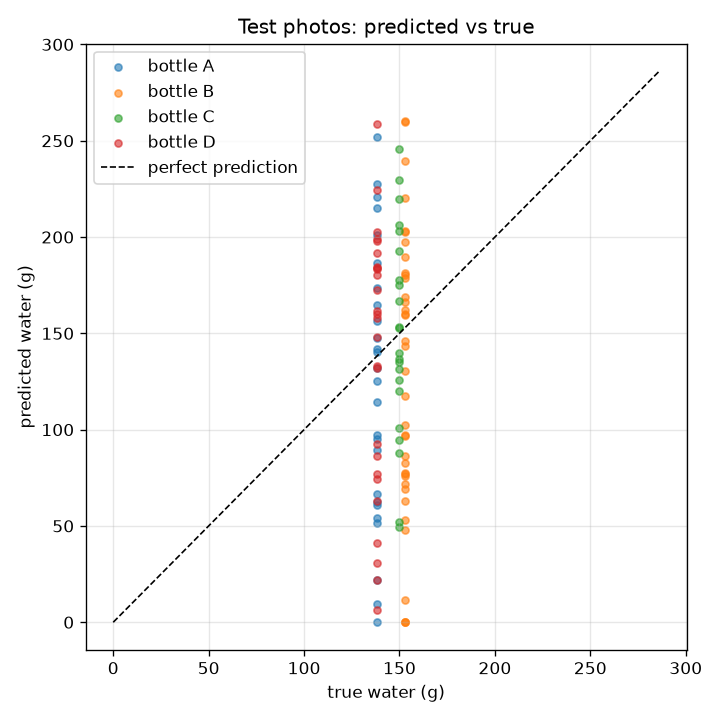 Test photos: predicted vs true
bottle A
bottle B
bottle C
bottle D
perfect prediction
predicted water (g)
300
250
200
150
100
50
0
0 50 100 150 200 250 300
true water (g)